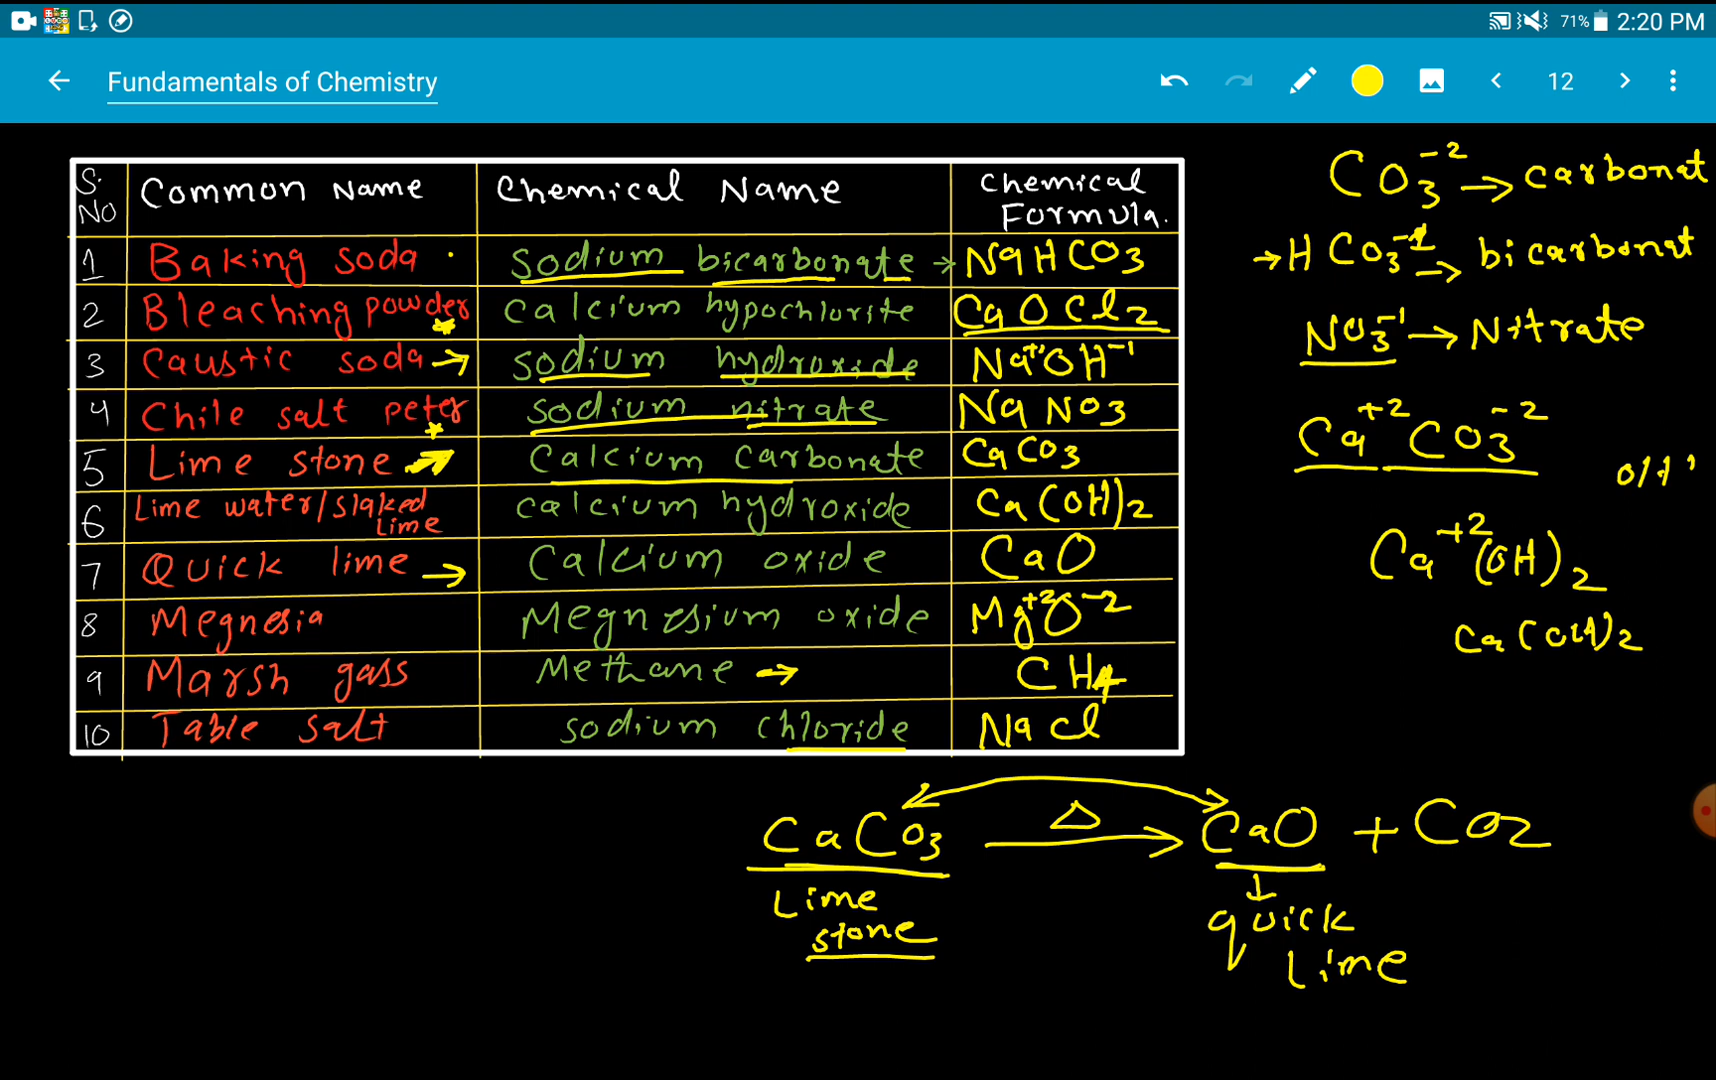 71% 2:20 PM
Fundamentals of Chemistry 12
S. No Common Name Chemical Name Chemical Formula.
1 Baking soda sodium bicarbonate → NaHCO3
2 Bleaching powder calcium hypochlorite CaOCl2
3 Caustic soda → sodium hydroxide Na+1OH-1
4 Chile salt peter sodium nitrate NaNO3
5 Lime stone → Calcium carbonate CaCO3
6 Lime water/slaked Lime calcium hydroxide Ca(OH)2
7 Quick lime → Calcium oxide CaO
8 Megnesia Megnesium oxide Mg+2O-2
9 Marsh gass Methane → CH4
10 Table salt sodium chloride NaCl
CO3-2 → carbonat
→ HCO3-1 → bicarbonat
NO3-1 → Nitrate
Ca+2 CO3-2
Ca+2(OH)2
Ca(OH)2
CaCO3 Δ→ CaO + CO2
Lime stone
↓
quick Lime